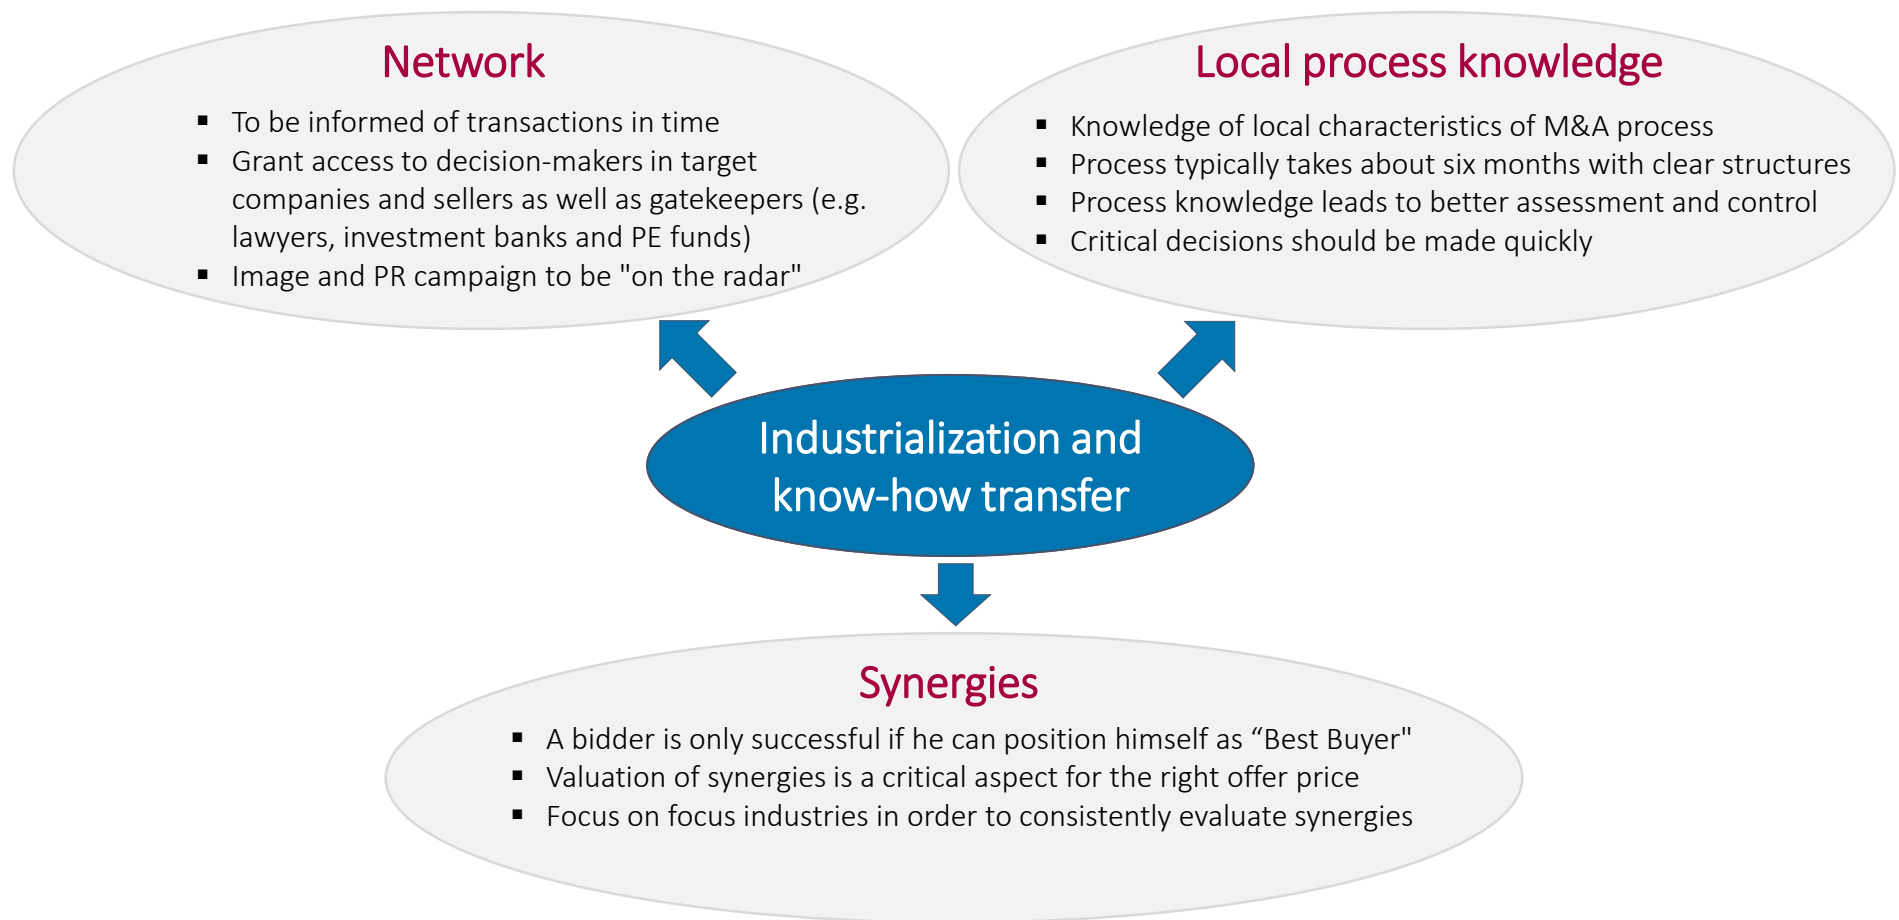 Network
▪ To be informed of transactions in time
▪ Grant access to decision-makers in target
companies and sellers as well as gatekeepers (e.g.
lawyers, investment banks and PE funds)
▪ Image and PR campaign to be "on the radar"
Local process knowledge
▪ Knowledge of local characteristics of M&A process
▪ Process typically takes about six months with clear structures
▪ Process knowledge leads to better assessment and control
▪ Critical decisions should be made quickly
Industrialization and
know-how transfer
Synergies
▪ A bidder is only successful if he can position himself as “Best Buyer"
▪ Valuation of synergies is a critical aspect for the right offer price
▪ Focus on focus industries in order to consistently evaluate synergies